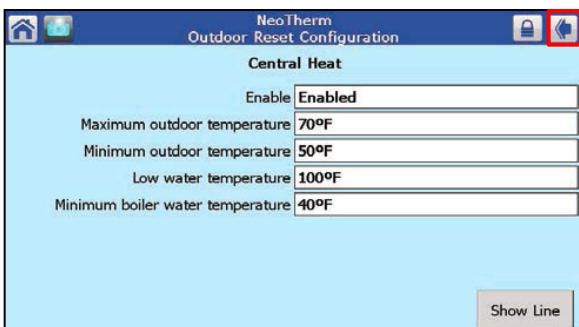 NeoTherm
Outdoor Reset Configuration
Central Heat
Enable Enabled
Maximum outdoor temperature 70ºF
Minimum outdoor temperature 50ºF
Low water temperature 100ºF
Minimum boiler water temperature 40ºF
Show Line